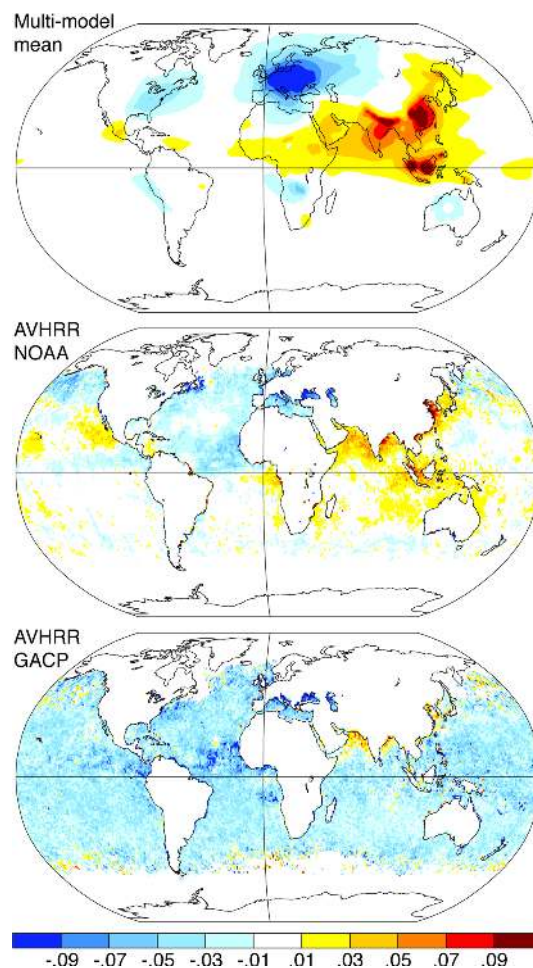 Multi-model
mean
AVHRR
NOAA
AVHRR
GACP
-.09 -.07 -.05 -.03 -.01 .01 .03 .05 .07 .09